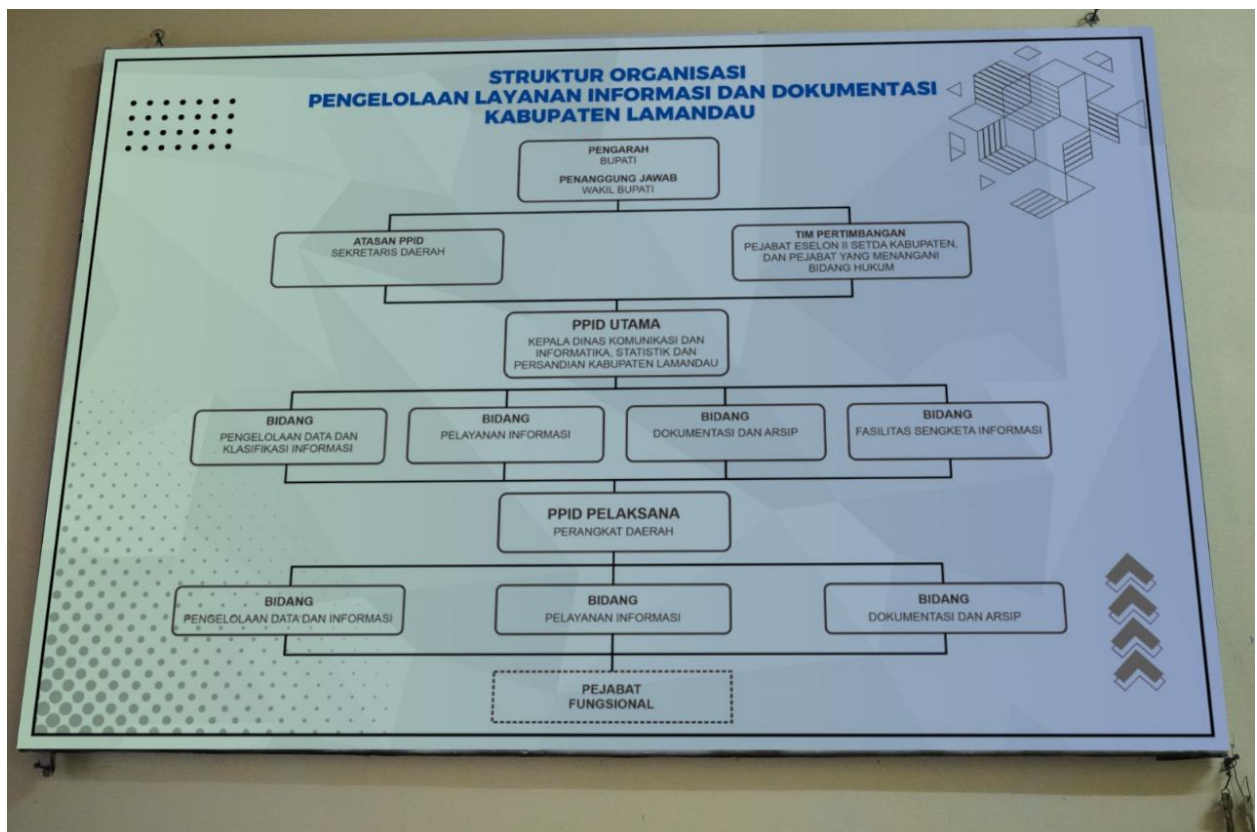 STRUKTUR ORGANISASI
PENGELOLAAN LAYANAN INFORMASI DAN DOKUMENTASI
KABUPATEN LAMANDAU
PENGARAH
BUPATI
PENANGGUNG JAWAB
WAKIL BUPATI
ATASAN PPID
SEKRETARIS DAERAH
TIM PERTIMBANGAN
PEJABAT ESELON II SETDA KABUPATEN,
DAN PEJABAT YANG MENANGANI
BIDANG HUKUM
PPID UTAMA
KEPALA DINAS KOMUNIKASI DAN
INFORMATIKA, STATISTIK DAN
PERSANDIAN KABUPATEN LAMANDAU
BIDANG
PENGELOLAAN DATA DAN
KLASIFIKASI INFORMASI
BIDANG
PELAYANAN INFORMASI
BIDANG
DOKUMENTASI DAN ARSIP
BIDANG
FASILITAS SENGKETA INFORMASI
PPID PELAKSANA
PERANGKAT DAERAH
BIDANG
PENGELOLAAN DATA DAN INFORMASI
BIDANG
PELAYANAN INFORMASI
BIDANG
DOKUMENTASI DAN ARSIP
PEJABAT
FUNGSIONAL